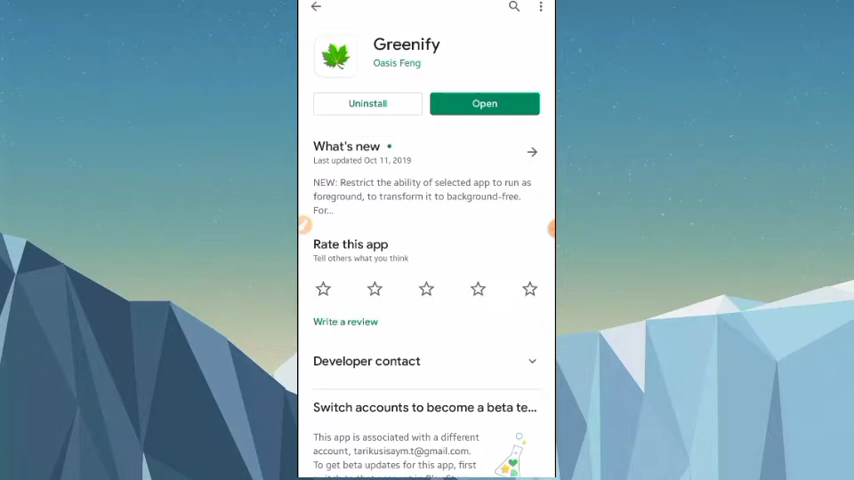 Greenify
Oasis Feng
Uninstall
Open
What's new
Last updated Oct 11, 2019
NEW: Restrict the ability of selected app to run as
foreground, to transform it to background-free.
For...
Rate this app
Tell others what you think
Write a review
Developer contact
Switch accounts to become a beta te...
This app is associated with a different
account, tarikusisaym.t@gmail.com.
To get beta updates for this app, first